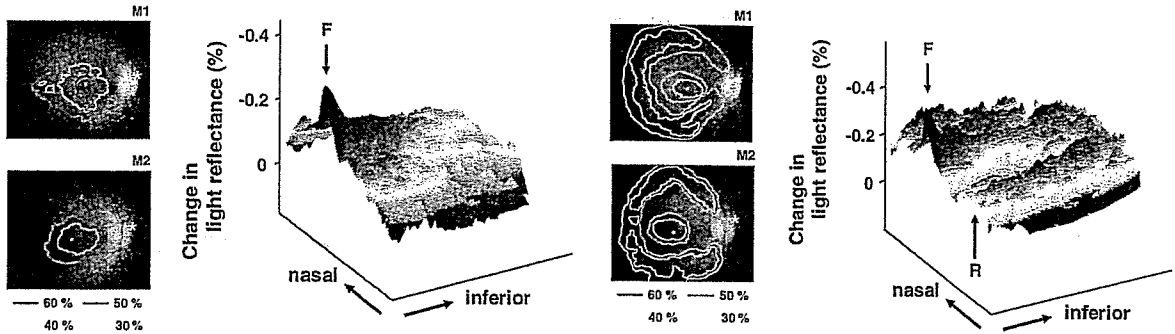 M1
M2
60 % 50 %
40 % 30 %
Change in
light reflectance (%)
-0.4
-0.2
0
F
nasal
inferior
M1
M2
60 % 50 %
40 % 30 %
Change in
light reflectance (%)
-0.4
-0.2
0
F
R
nasal
inferior